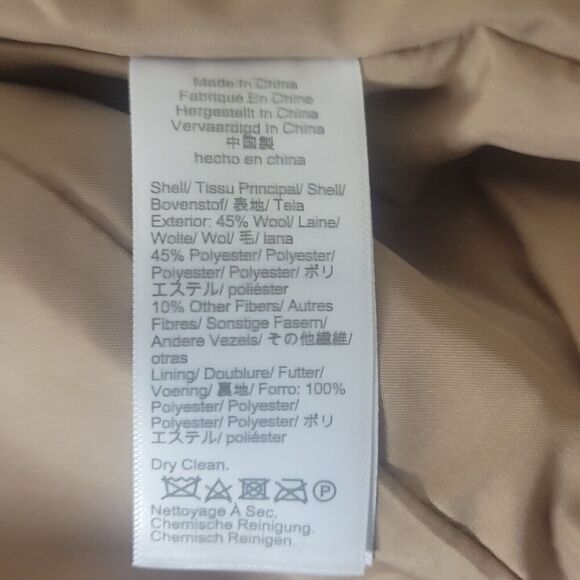 Made In China
Fabriqué En Chine
Hergestellt In China
Vervaardigd In China
中国製
hecho en china
Shell/ Tissu Principal/ Shell/
Bovenstof/ 表地/ Tela
Exterior: 45% Wool/ Laine/
Wolle/ Wol/ 毛/ lana
45% Polyester/ Polyester/
Polyester/ Polyester/ ポリ
エステル/ poliéster
10% Other Fibers/ Autres
Fibres/ Sonstige Fasern/
Andere Vezels/ その他繊維/
otras
Lining/ Doublure/ Futter/
Voering/ 裏地/ Forro: 100%
Polyester/ Polyester/
Polyester/ Polyester/ ポリ
エステル/ poliéster
Dry Clean.
P
Nettoyage À Sec.
Chemische Reinigung.
Chemisch Reinigen.